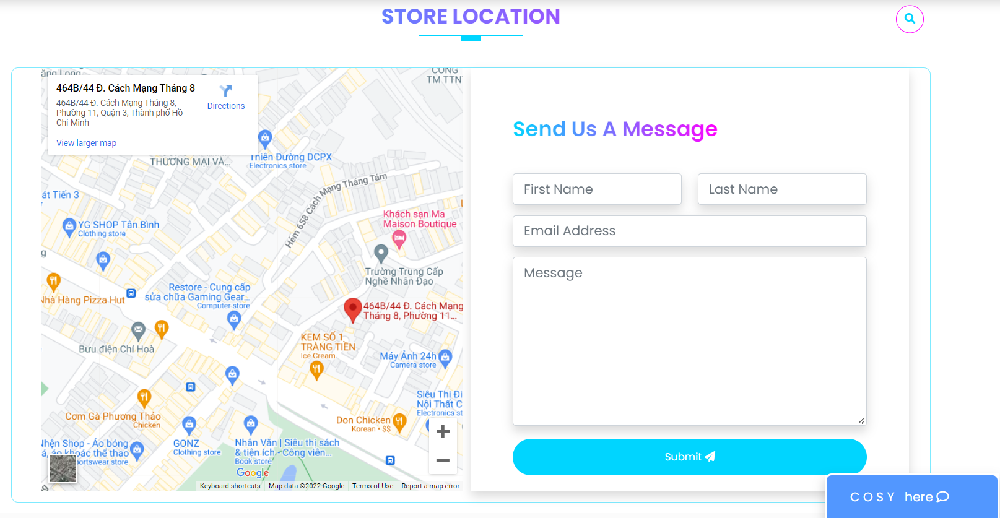 STORE LOCATION
ăng Long
464B/44 Đ. Cách Mạng Tháng 8
464B/44 Đ. Cách Mạng Tháng 8,
Phường 11, Quận 3, Thành phố Hồ
Chí Minh
Directions
View larger map
TM TTNT
THƯƠNG MẠI VÀ...
Thiên Đường DCPX
Electronics store
Hẻm 658 Cách Mạng Tháng Tám
át Tiến 3
YG SHOP Tân Bình
Clothing store
Khách sạn Ma
Maison Boutique
Trường Trung Cấp
Nghề Nhân Đạo
Restore - Cung cấp
sửa chữa Gaming Gear...
Computer store
Nhà Hàng Pizza Hut
464B/44 Đ. Cách Mạng
Tháng 8, Phường 11...
Bưu điện Chí Hoà
KEM SỐ 1
TRÀNG TIỀN
Ice Cream
Máy Ảnh 24h
Camera store
Siêu Thị Đi
Nội Thất C
Electronics st
Cơm Gà Phương Thảo
Chicken
Don Chicken
Korean • $$
Nhện Shop - Áo bóng
áo khoác thể thao
ortswear store
GONZ
Clothing store
Nhân Văn | Siêu thị sách
& tiện ích - Công viên...
Book store
Google
Keyboard shortcuts
Map data ©2022 Google
Terms of Use
Report a map error
Send Us A Message
First Name
Last Name
Email Address
Message
Submit
COSY here